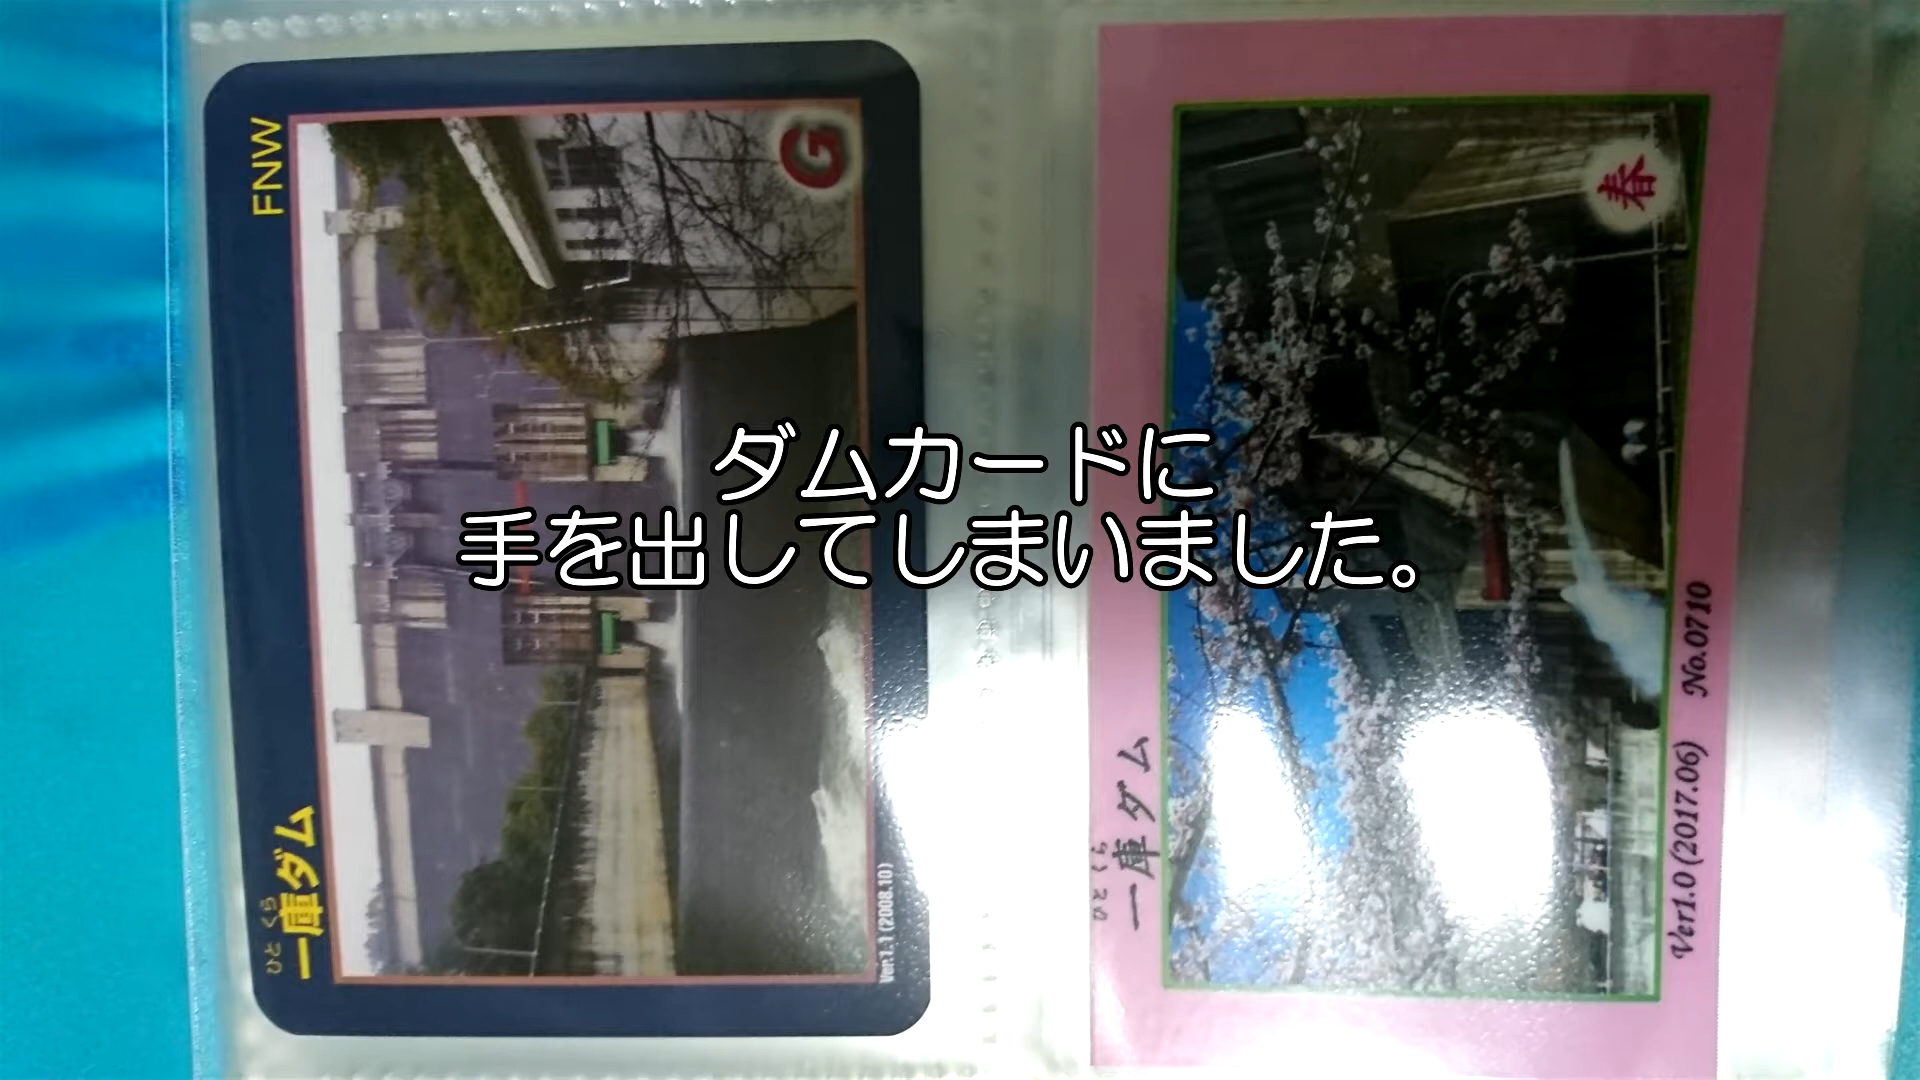 ダムカードに
手を出してしまいました。
FNW
G
ひとくら
一庫ダム
Ver.1.1 (2008.10)
春
ひとくら
一庫ダム
Ver1.0 (2017.06) No.0710